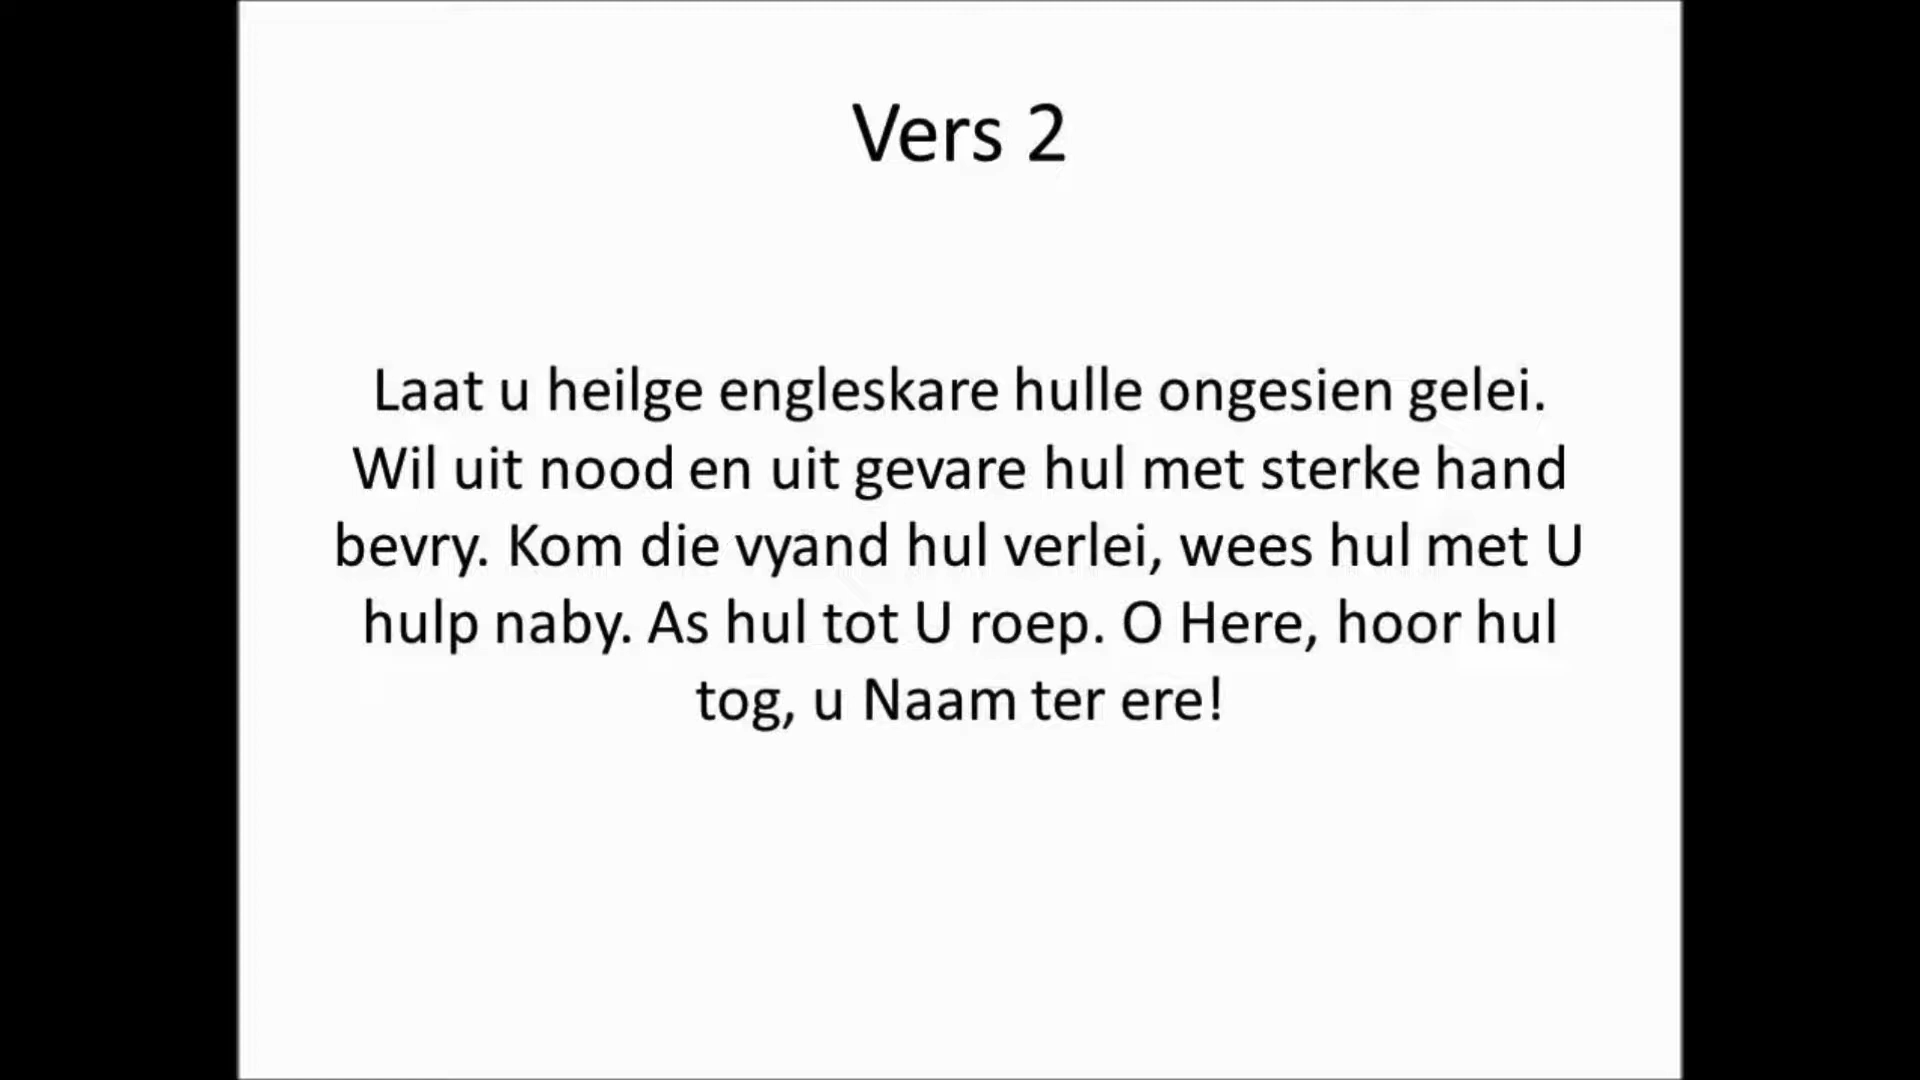 Vers 2
Laat u heilge engleskare hulle ongesien gelei.
Wil uit nood en uit gevare hul met sterke hand
bevry. Kom die vyand hul verlei, wees hul met U
hulp naby. As hul tot U roep. O Here, hoor hul
tog, u Naam ter ere!